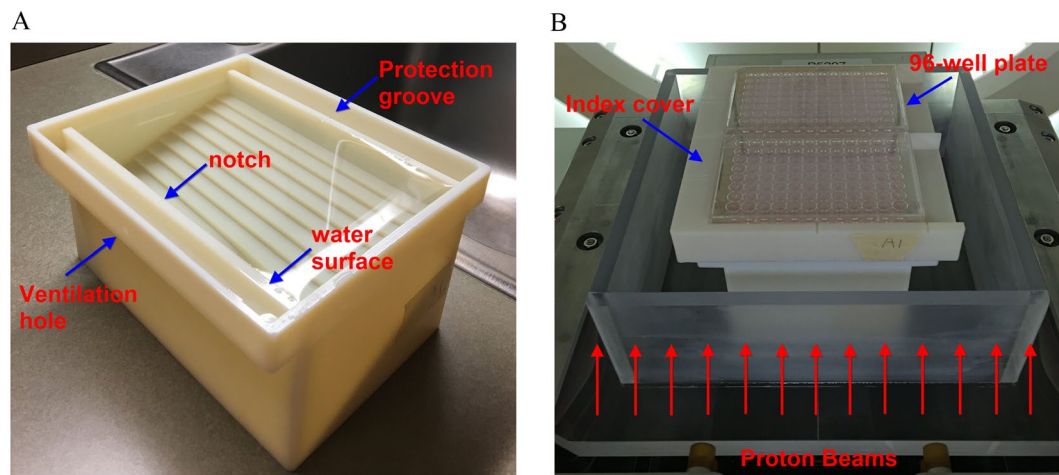 A
B
Protection
groove
notch
water
surface
Ventilation
hole
96-well plate
Index cover
A1
Proton Beams